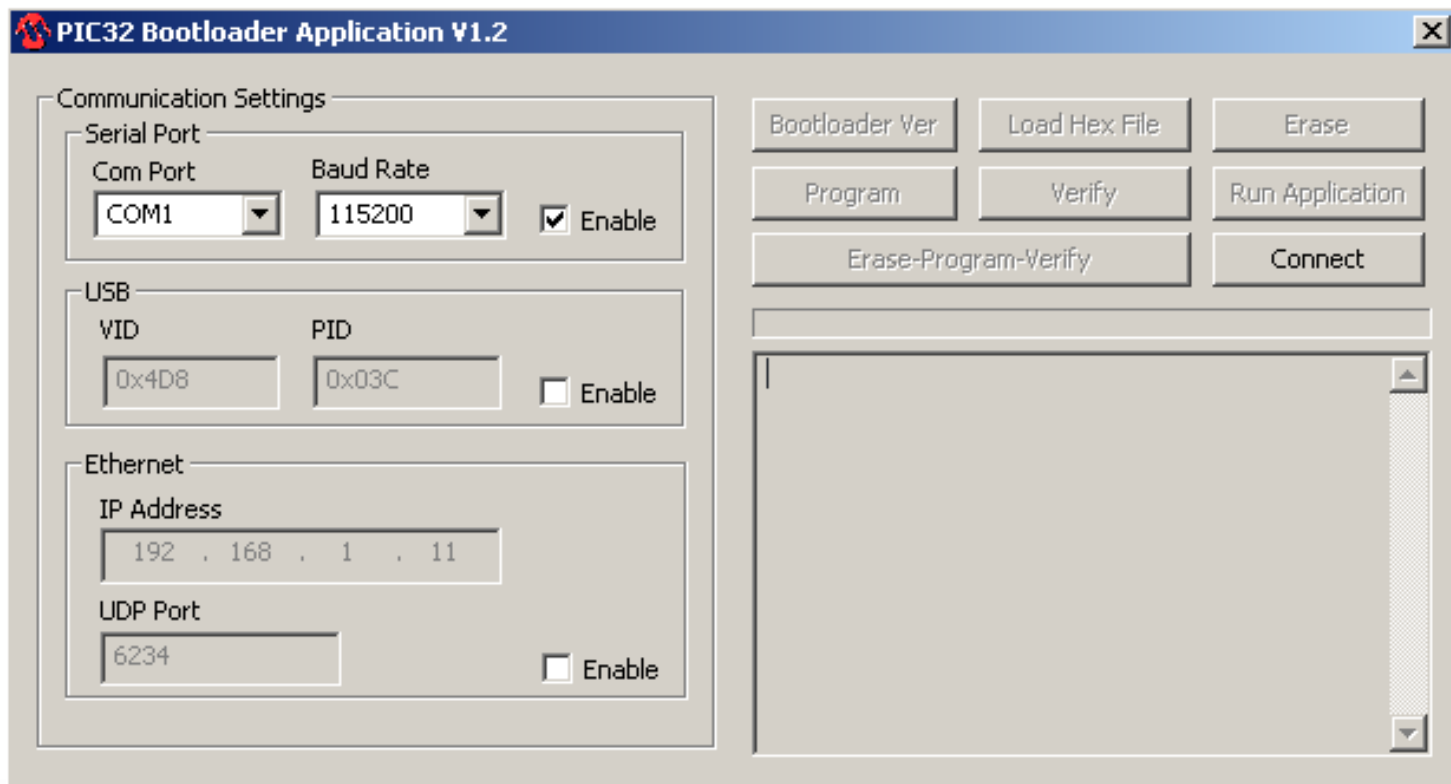 PIC32 Bootloader Application V1.2
Communication Settings
Serial Port
Com Port Baud Rate
COM1 115200 Enable
USB
VID PID
0x4D8 0x03C Enable
Ethernet
IP Address
192 . 168 . 1 . 11
UDP Port
6234 Enable
Bootloader Ver Load Hex File Erase
Program Verify Run Application
Erase-Program-Verify Connect